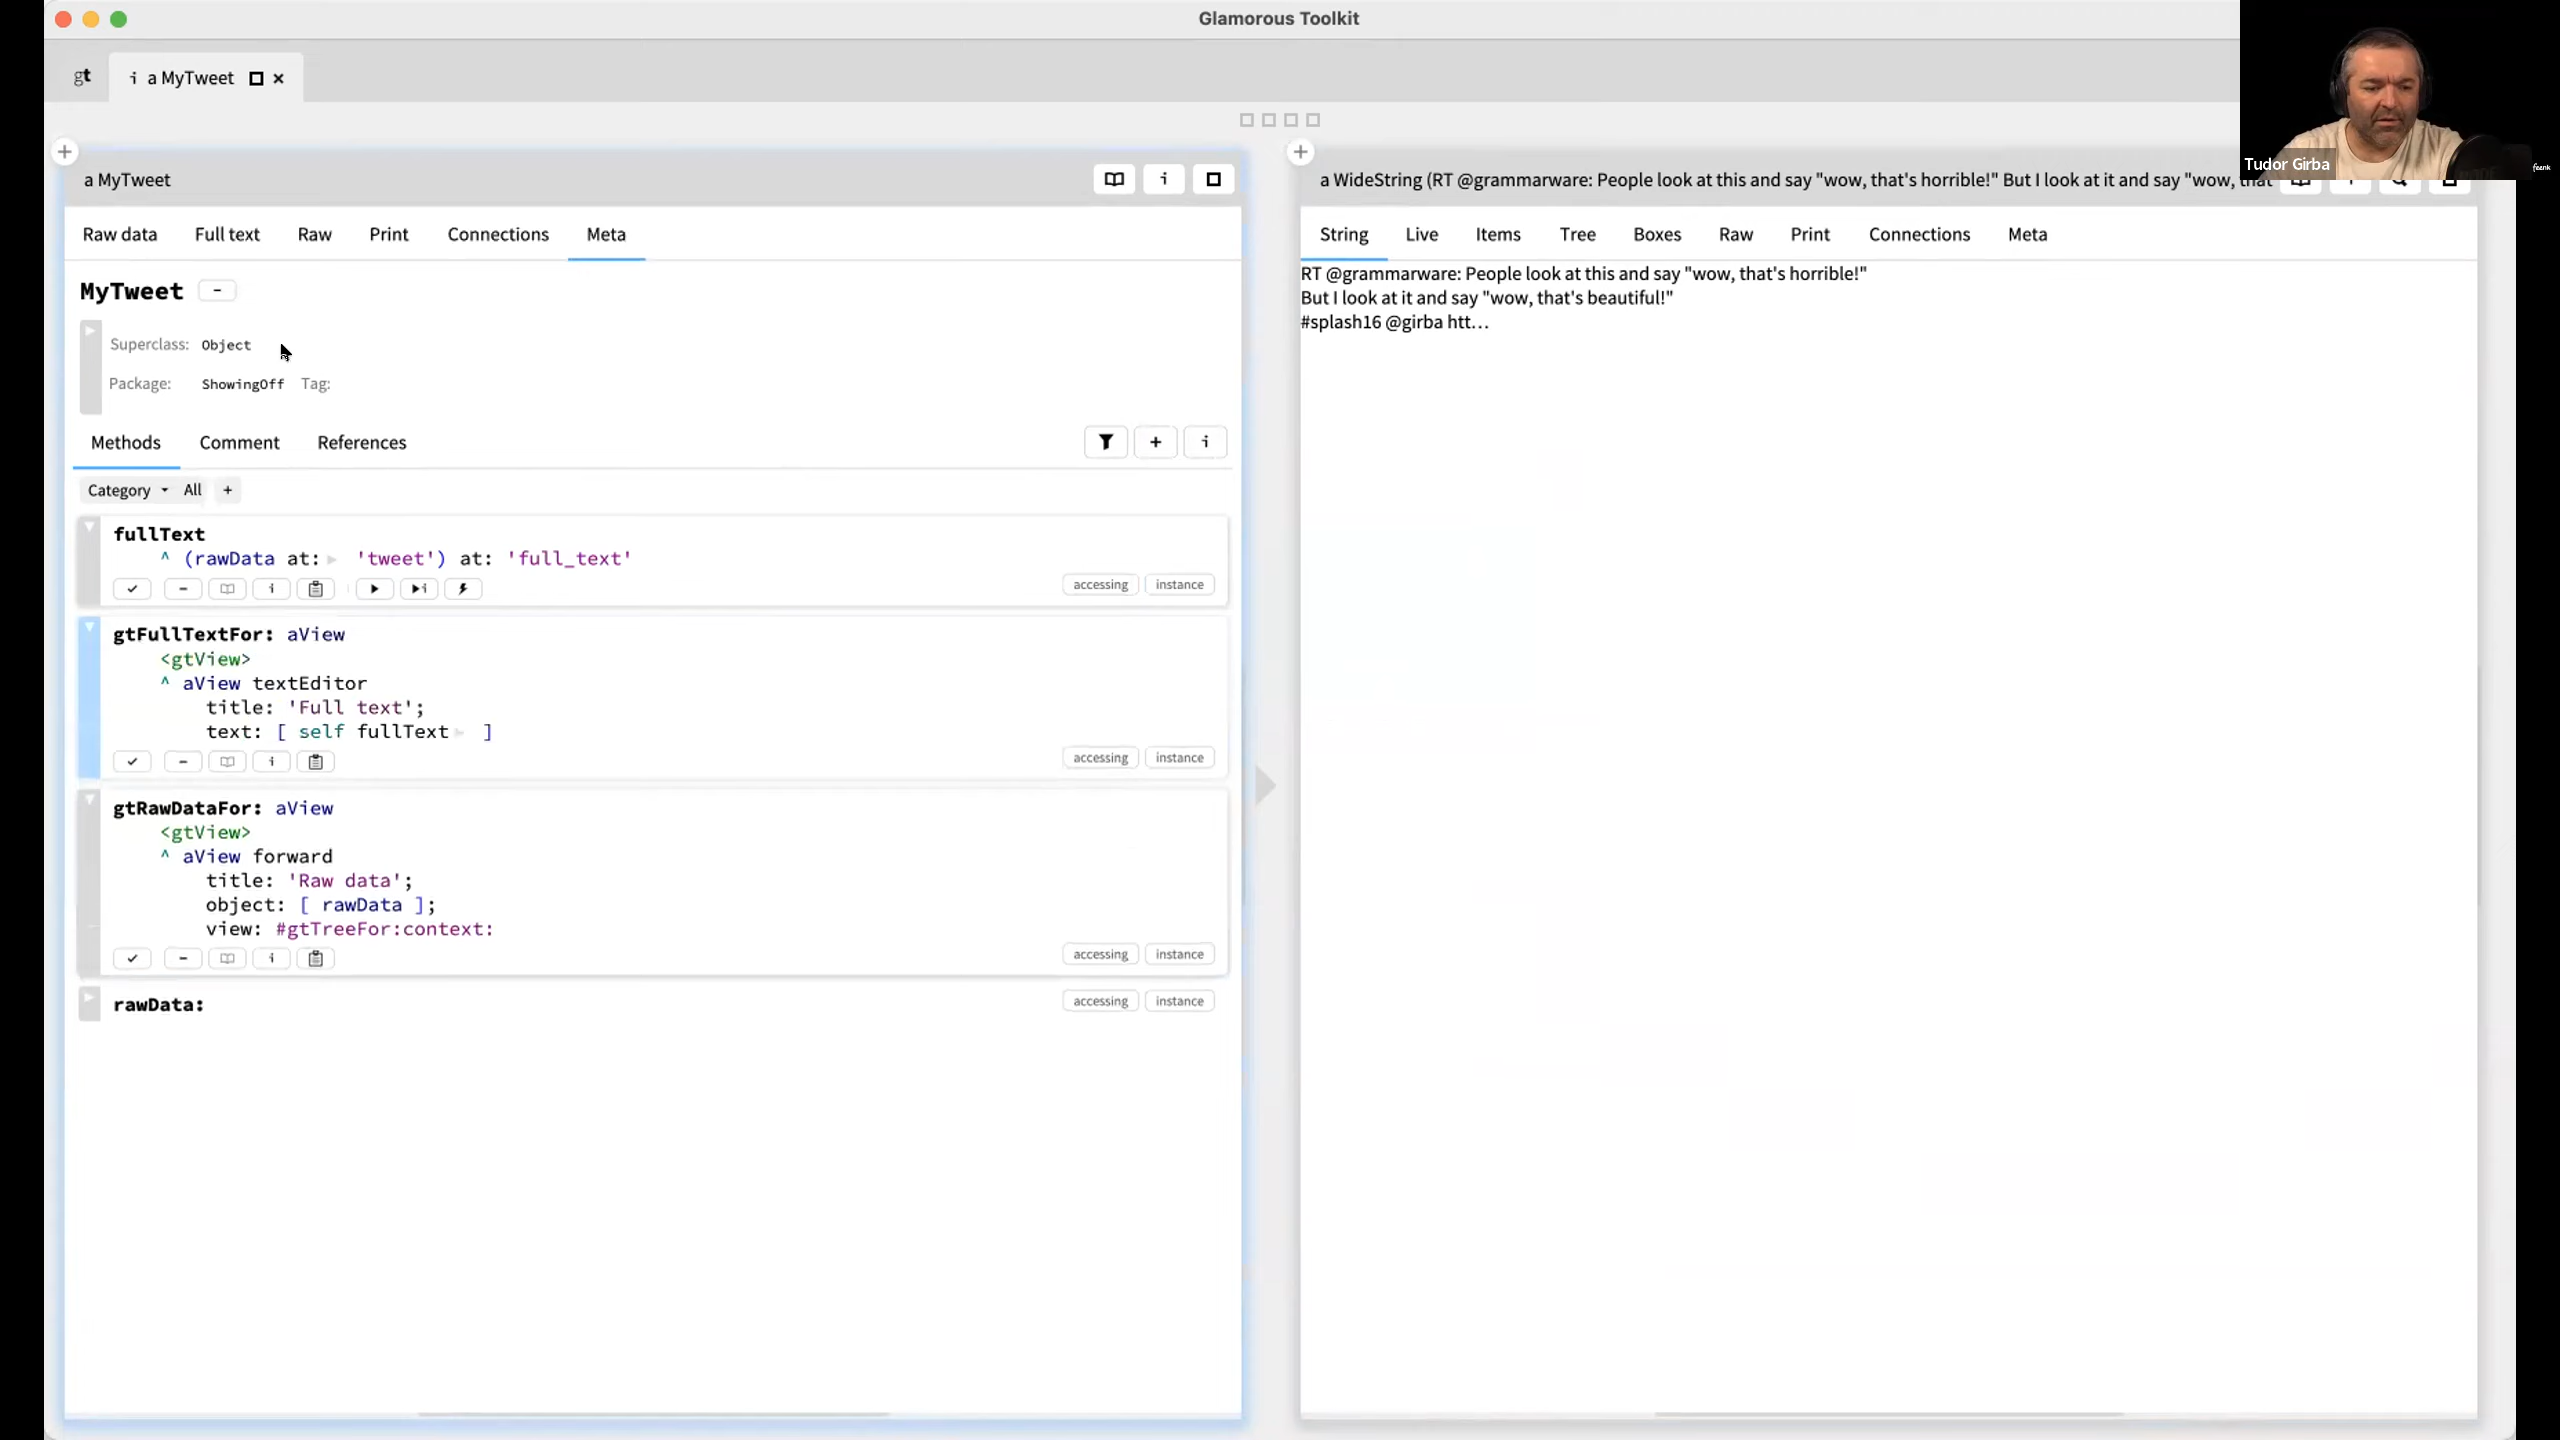 Glamorous Toolkit
gt
i a MyTweet
a MyTweet
Raw data Full text Raw Print Connections Meta
MyTweet
Superclass: Object
Package: ShowingOff Tag:
Methods Comment References
Category All +
fullText
^ (rawData at: 'tweet') at: 'full_text'
accessing instance
gtFullTextFor: aView
<gtView>
^ aView textEditor
title: 'Full text';
text: [ self fullText ]
accessing instance
gtRawDataFor: aView
<gtView>
^ aView forward
title: 'Raw data';
object: [ rawData ];
view: #gtTreeFor:context:
accessing instance
rawData:
accessing instance
a WideString (RT @grammarware: People look at this and say "wow, that's horrible!" But I look at it and say "wow, that
String Live Items Tree Boxes Raw Print Connections Meta
RT @grammarware: People look at this and say "wow, that's horrible!"
But I look at it and say "wow, that's beautiful!"
#splash16 @girba htt…
Tudor Girba
feenk